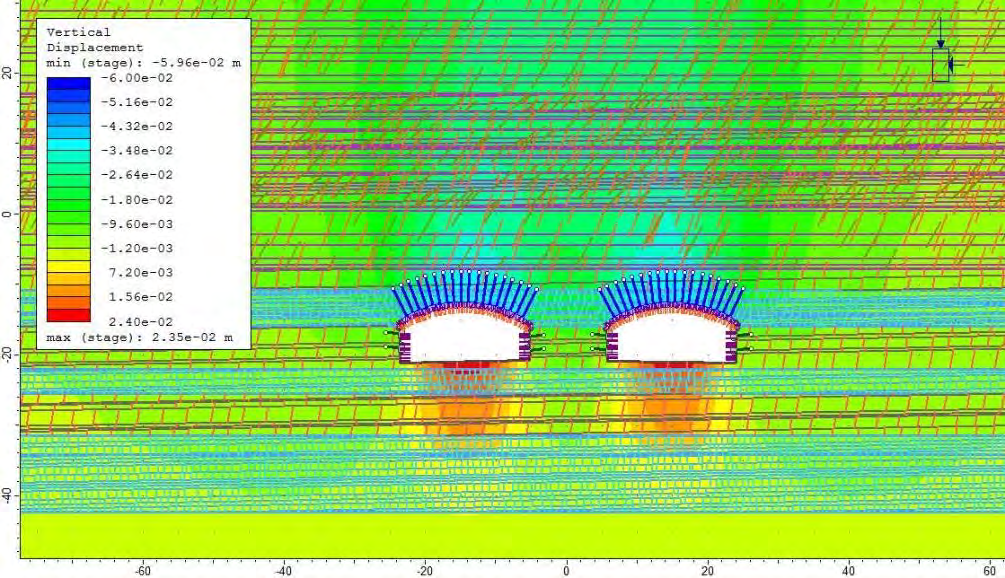 Vertical
Displacement
min (stage): -5.96e-02 m
-6.00e-02
-5.16e-02
-4.32e-02
-3.48e-02
-2.64e-02
-1.80e-02
-9.60e-03
-1.20e-03
7.20e-03
1.56e-02
2.40e-02
max (stage): 2.35e-02 m
20
0
-20
-40
-60 -40 -20 0 20 40 60